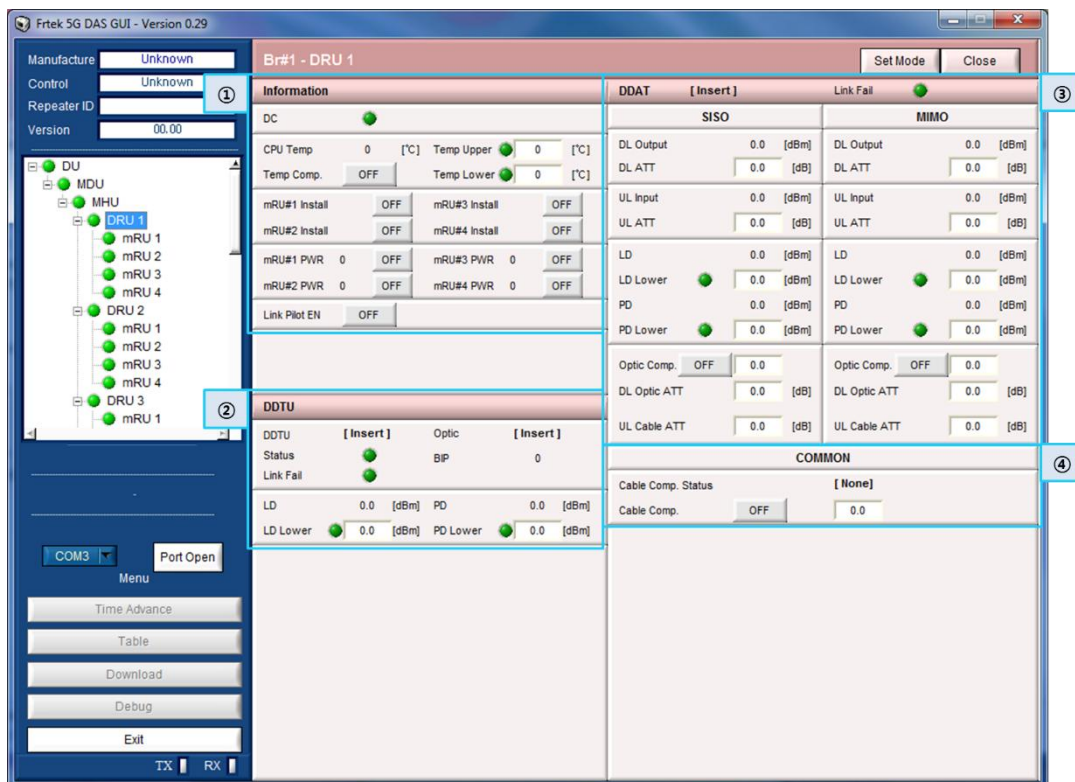 Frtek 5G DAS GUI - Version 0.29
Manufacture Unknown
Control Unknown
Repeater ID
Version 00.00
DU
MDU
MHU
DRU 1
mRU 1
mRU 2
mRU 3
mRU 4
DRU 2
mRU 1
mRU 2
mRU 3
mRU 4
DRU 3
mRU 1
-
COM3 Port Open
Menu
Time Advance
Table
Download
Debug
Exit
TX RX
Br#1 - DRU 1 Set Mode Close
①
Information
DC
CPU Temp 0 [℃] Temp Upper 0 [℃]
Temp Comp. OFF Temp Lower 0 [℃]
mRU#1 Install OFF mRU#3 Install OFF
mRU#2 Install OFF mRU#4 Install OFF
mRU#1 PWR 0 OFF mRU#3 PWR 0 OFF
mRU#2 PWR 0 OFF mRU#4 PWR 0 OFF
Link Pilot EN OFF
②
DDTU
DDTU [ Insert ] Optic [ Insert ]
Status BIP 0
Link Fail
LD 0.0 [dBm] PD 0.0 [dBm]
LD Lower 0.0 [dBm] PD Lower 0.0 [dBm]
③
DDAT [ Insert ] Link Fail
SISO MIMO
DL Output 0.0 [dBm] DL Output 0.0 [dBm]
DL ATT 0.0 [dB] DL ATT 0.0 [dB]
UL Input 0.0 [dBm] UL Input 0.0 [dBm]
UL ATT 0.0 [dB] UL ATT 0.0 [dB]
LD 0.0 [dBm] LD 0.0 [dBm]
LD Lower 0.0 [dBm] LD Lower 0.0 [dBm]
PD 0.0 [dBm] PD 0.0 [dBm]
PD Lower 0.0 [dBm] PD Lower 0.0 [dBm]
Optic Comp. OFF 0.0 Optic Comp. OFF 0.0
DL Optic ATT 0.0 [dB] DL Optic ATT 0.0 [dB]
UL Cable ATT 0.0 [dB] UL Cable ATT 0.0 [dB]
④
COMMON
Cable Comp. Status [ None]
Cable Comp. OFF 0.0